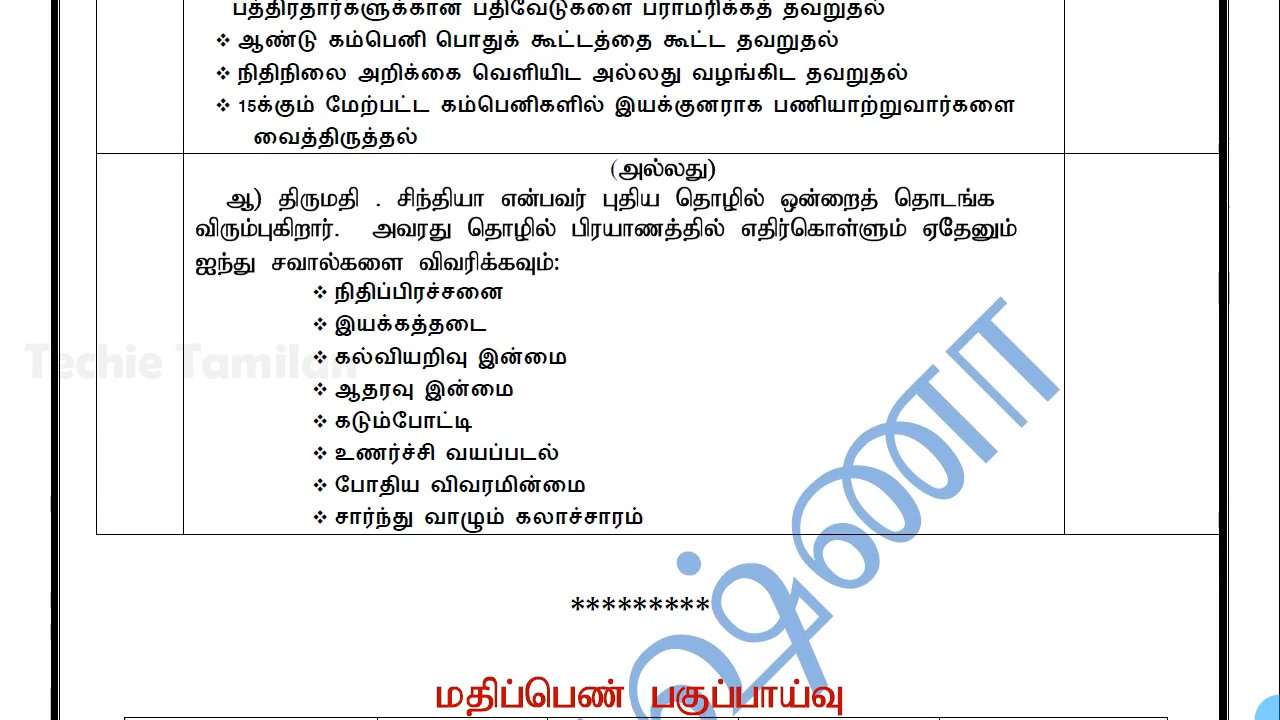 பத்திரதார்களுக்கான பதிவேடுகளை பராமரிக்கத் தவறுதல்
❖ ஆண்டு கம்பெனி பொதுக் கூட்டத்தை கூட்ட தவறுதல்
❖ நிதிநிலை அறிக்கை வெளியிட அல்லது வழங்கிட தவறுதல்
❖ 15க்கும் மேற்பட்ட கம்பெனிகளில் இயக்குனராக பணியாற்றுவார்களை
வைத்திருத்தல்
(அல்லது)
ஆ) திருமதி . சிந்தியா என்பவர் புதிய தொழில் ஒன்றைத் தொடங்க
விரும்புகிறார். அவரது தொழில் பிரயாணத்தில் எதிர்கொள்ளும் ஏதேனும்
ஐந்து சவால்களை விவரிக்கவும்:
❖ நிதிப்பிரச்சனை
❖ இயக்கத்தடை
❖ கல்வியறிவு இன்மை
❖ ஆதரவு இன்மை
❖ கடும்போட்டி
❖ உணர்ச்சி வயப்படல்
❖ போதிய விவரமின்மை
❖ சார்ந்து வாழும் கலாச்சாரம்
Techie Tamilan
*********
மதிப்பெண் பகுப்பாய்வு